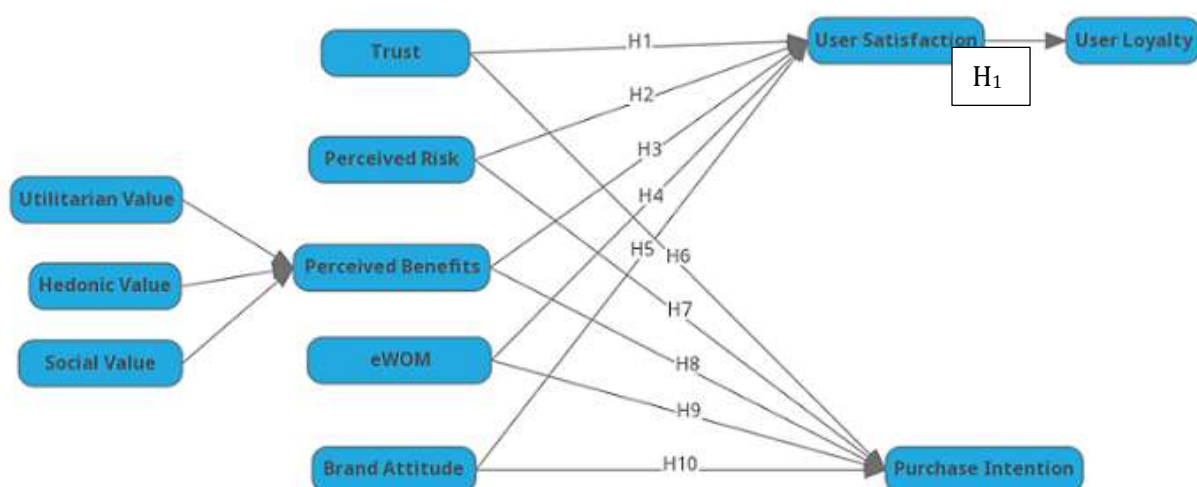 User Satisfaction
User Loyalty
Trust
H1
H₁
H2
Perceived Risk
H3
Utilitarian Value
H4
H5
H6
Perceived Benefits
Hedonic Value
H7
Social Value
eWOM
H8
H9
Brand Attitude
H10
Purchase Intention